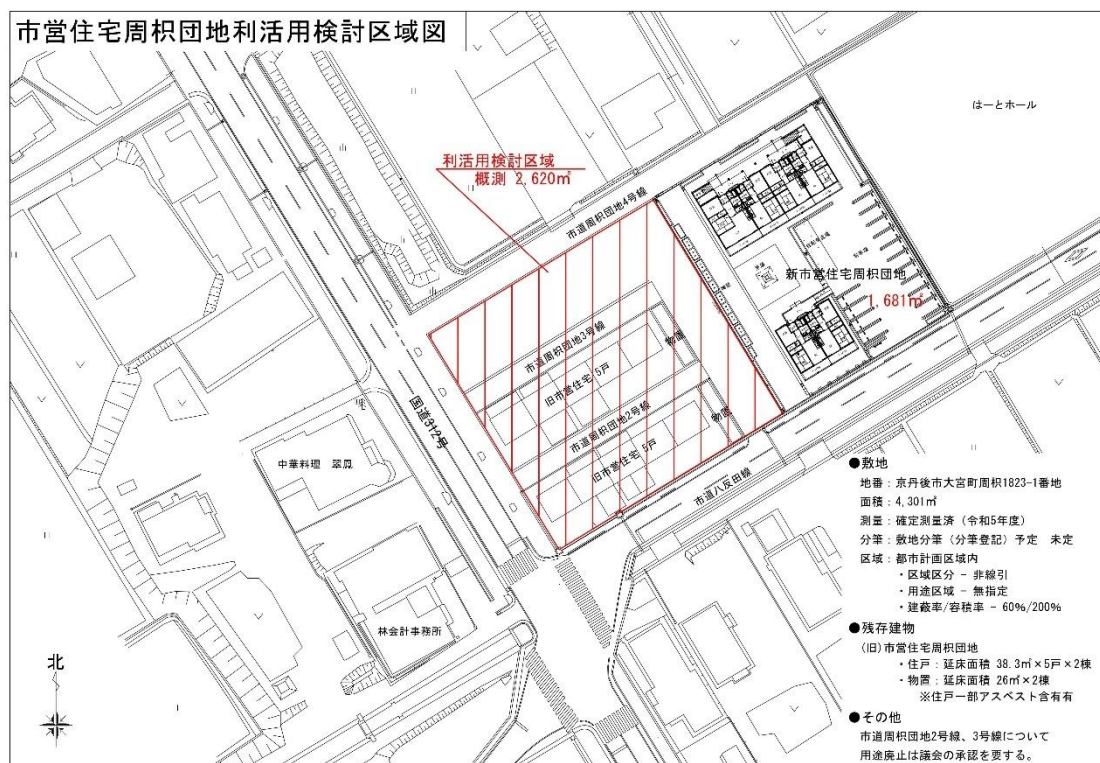 市営住宅周枳団地利活用検討区域図
はーとホール
利活用検討区域
概測 2,620㎡
市道周枳団地4号線
新市営住宅周枳団地
1,681㎡
市道周枳団地3号線
物置
旧市営住宅 5戸
国道312号
市道周枳団地2号線
物置
旧市営住宅 5戸
市道八反田線
中華料理 翠鳳
林会計事務所
北
●敷地
地番：京丹後市大宮町周枳1823-1番地
面積：4,301㎡
測量：確定測量済（令和5年度）
分筆：敷地分筆（分筆登記）予定 未定
区域：都市計画区域内
・区域区分 - 非線引
・用途区域 - 無指定
・建蔽率/容積率 - 60%/200%
●残存建物
(旧)市営住宅周枳団地
・住戸：延床面積 38.3㎡×5戸×2棟
・物置：延床面積 26㎡×2棟
※住戸一部アスベスト含有有
●その他
市道周枳団地2号線、3号線について
用途廃止は議会の承認を要する。